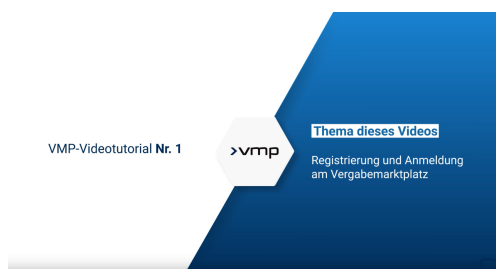 VMP-Videotutorial Nr. 1
>vmp
Thema dieses Videos
Registrierung und Anmeldung
am Vergabemarktplatz